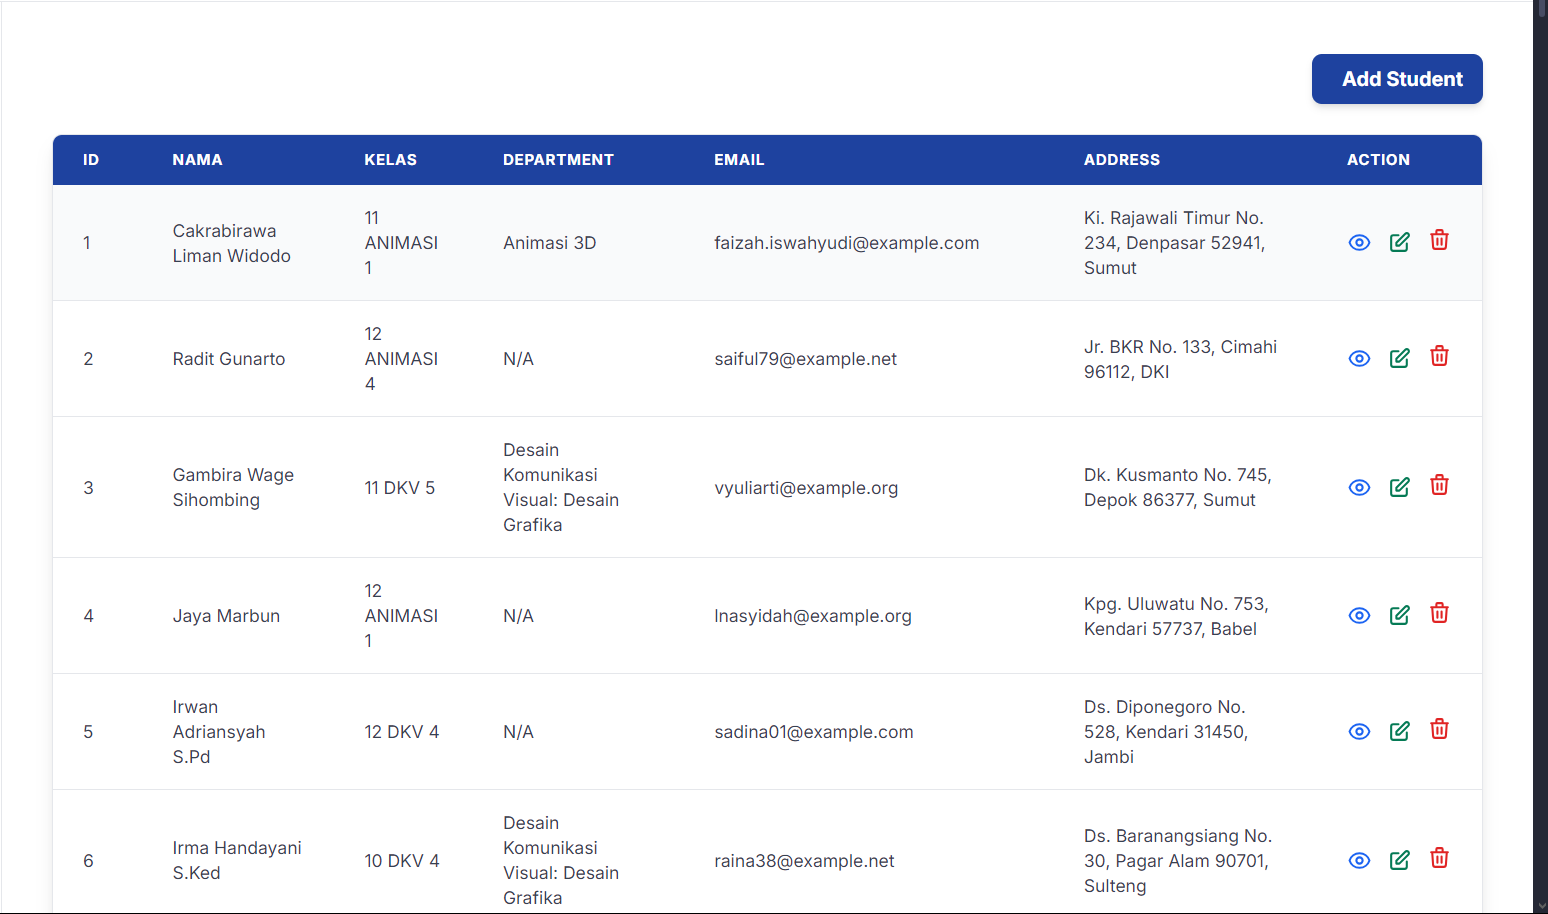 Add Student
ID NAMA KELAS DEPARTMENT EMAIL ADDRESS ACTION
1
Cakrabirawa
Liman Widodo
11
ANIMASI
1
Animasi 3D
faizah.iswahyudi@example.com
Ki. Rajawali Timur No.
234, Denpasar 52941,
Sumut
2
Radit Gunarto
12
ANIMASI
4
N/A
saiful79@example.net
Jr. BKR No. 133, Cimahi
96112, DKI
3
Gambira Wage
Sihombing
11 DKV 5
Desain
Komunikasi
Visual: Desain
Grafika
vyuliarti@example.org
Dk. Kusmanto No. 745,
Depok 86377, Sumut
4
Jaya Marbun
12
ANIMASI
1
N/A
lnasyidah@example.org
Kpg. Uluwatu No. 753,
Kendari 57737, Babel
5
Irwan
Adriansyah
S.Pd
12 DKV 4
N/A
sadina01@example.com
Ds. Diponegoro No.
528, Kendari 31450,
Jambi
6
Irma Handayani
S.Ked
10 DKV 4
Desain
Komunikasi
Visual: Desain
Grafika
raina38@example.net
Ds. Baranangsiang No.
30, Pagar Alam 90701,
Sulteng